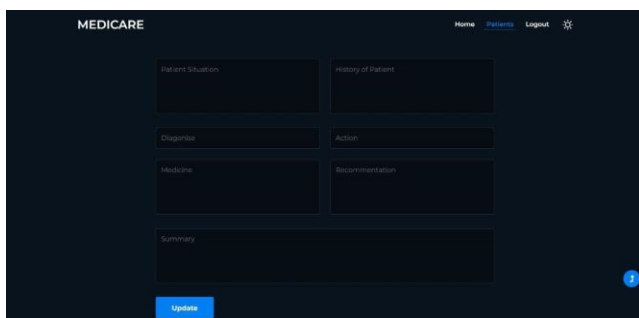 MEDICARE
Home Patients Logout
Patient Situation History of Patient
Diagonise Action
Medicine Recommentation
Summary
Update